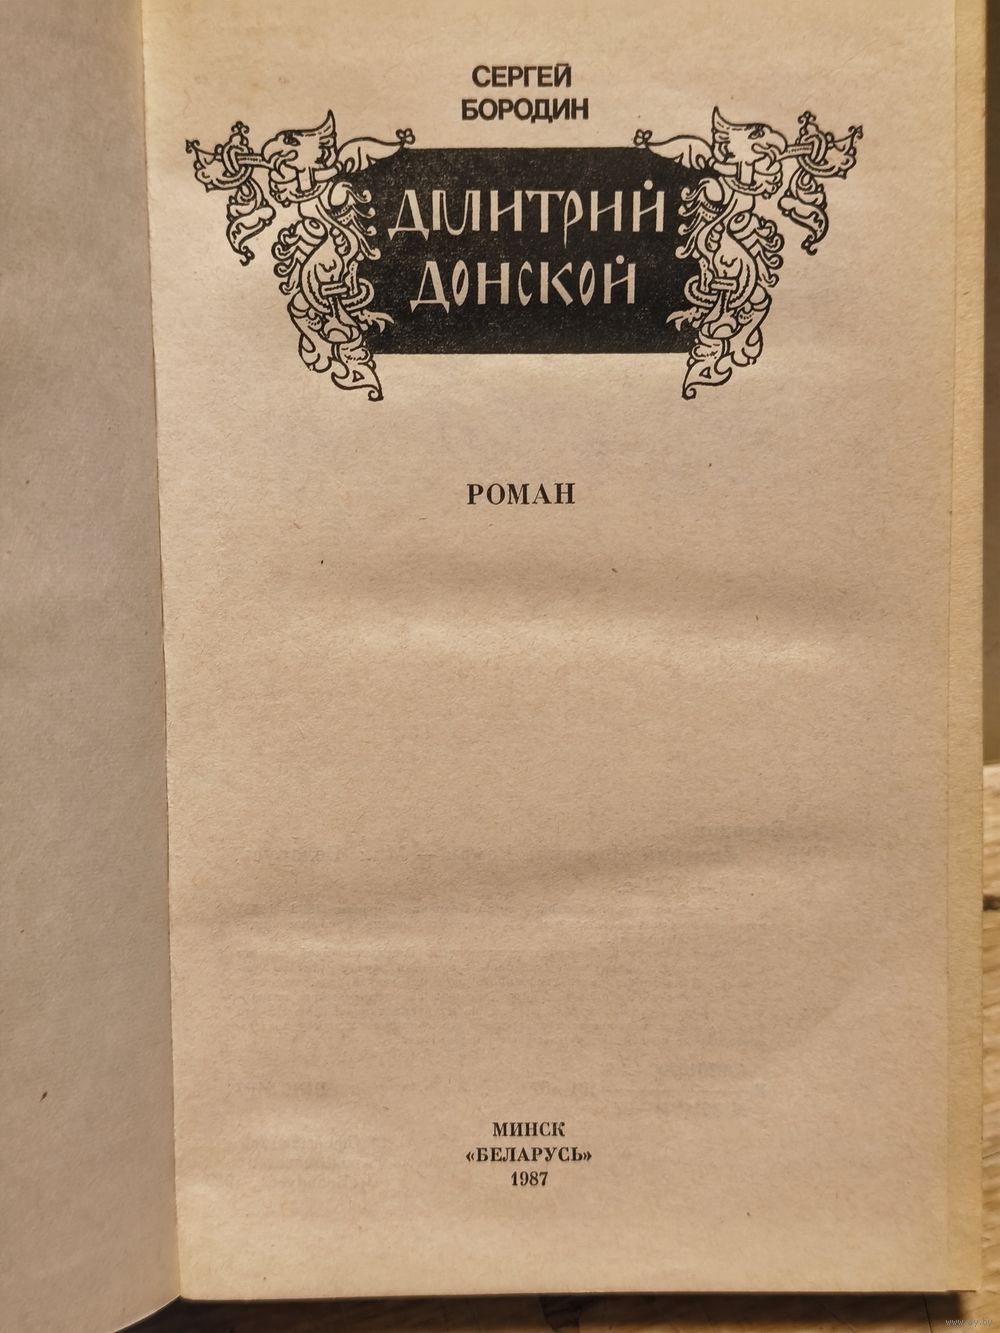 СЕРГЕЙ
БОРОДИН
ДМИТРИЙ
ДОНСКОЙ
РОМАН
МИНСК
«БЕЛАРУСЬ»
1987